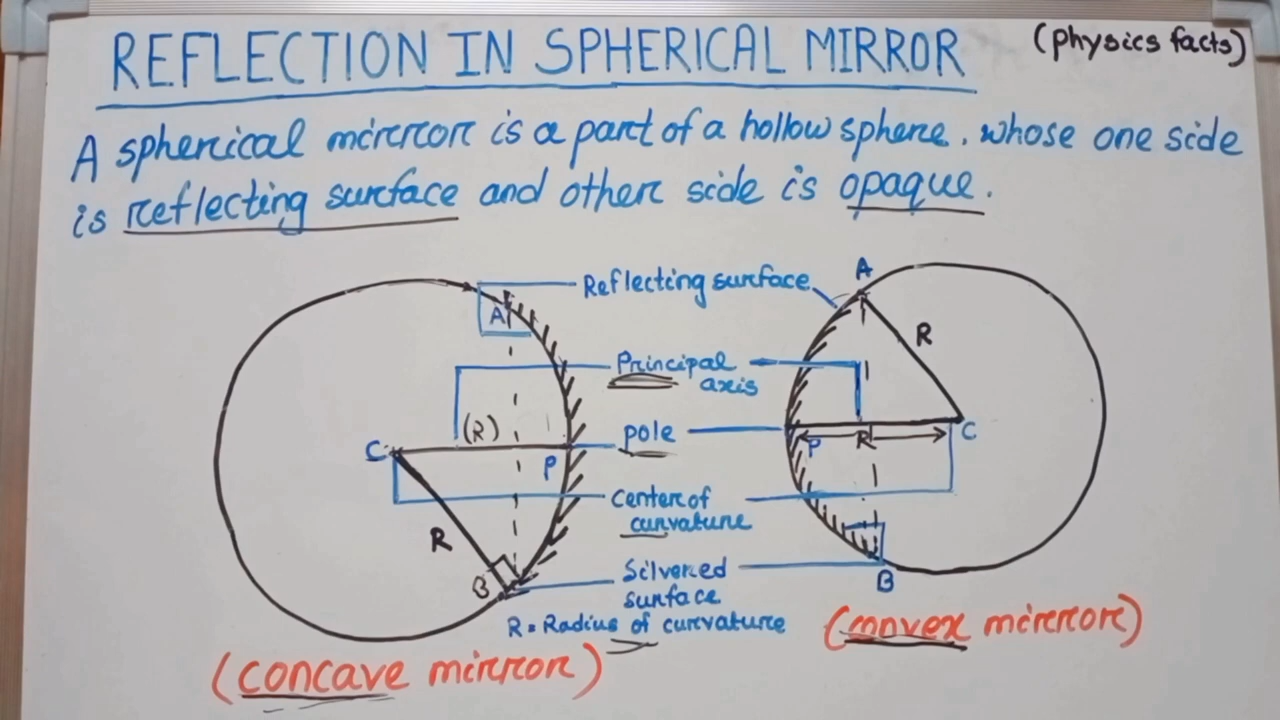 REFLECTION IN SPHERICAL MIRROR
(physics facts)
A spherical mirror is a part of a hollow sphere, whose one side
is reflecting surface and other side is opaque.
Reflecting surface
A
A
R
Principal
axis
(R)
pole
C
P
P
R
C
Center of
curvature
R
B
Silvered
surface
B
R = Radius of curvature
(convex mirror)
(concave mirror)